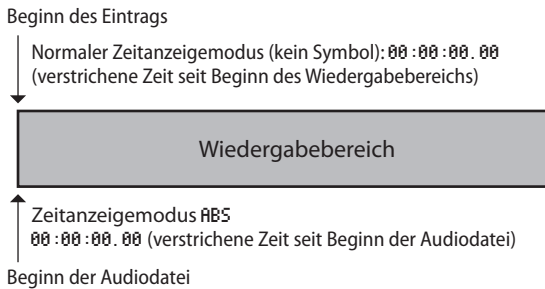 Beginn des Eintrags
Normaler Zeitanzeigemodus (kein Symbol): 00:00:00.00
(verstrichene Zeit seit Beginn des Wiedergabebereichs)
Wiedergabebereich
Zeitanzeigemodus ABS
00:00:00.00 (verstrichene Zeit seit Beginn der Audiodatei)
Beginn der Audiodatei